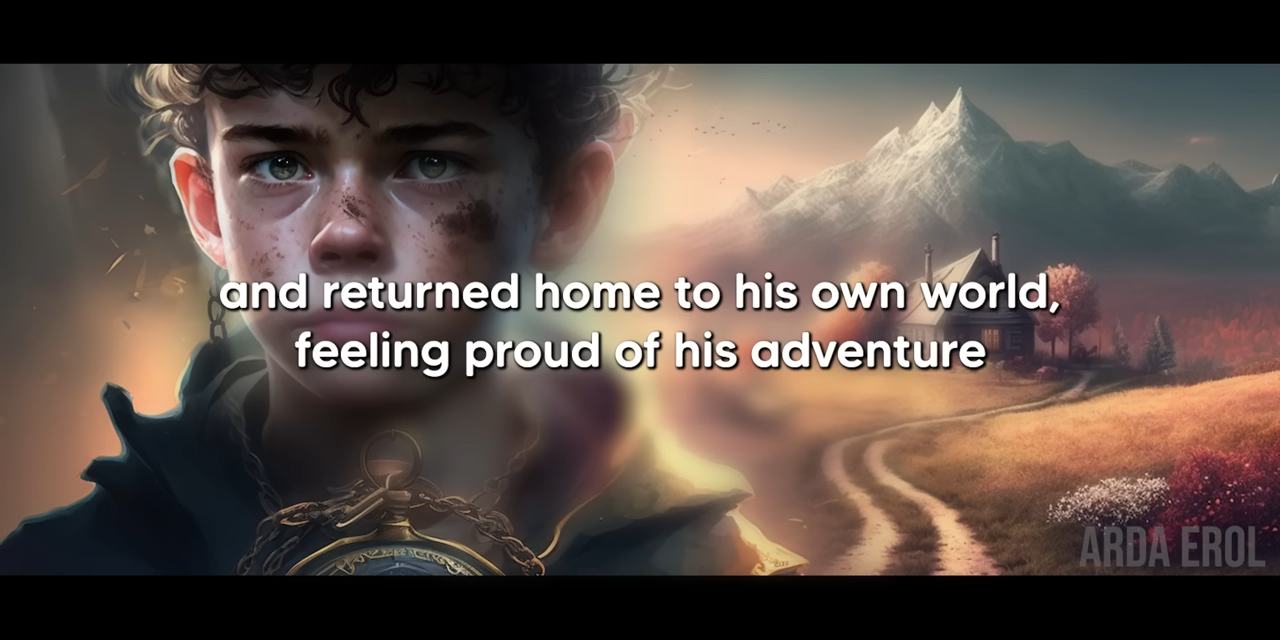 and returned home to his own world,
feeling proud of his adventure
ARDA EROL